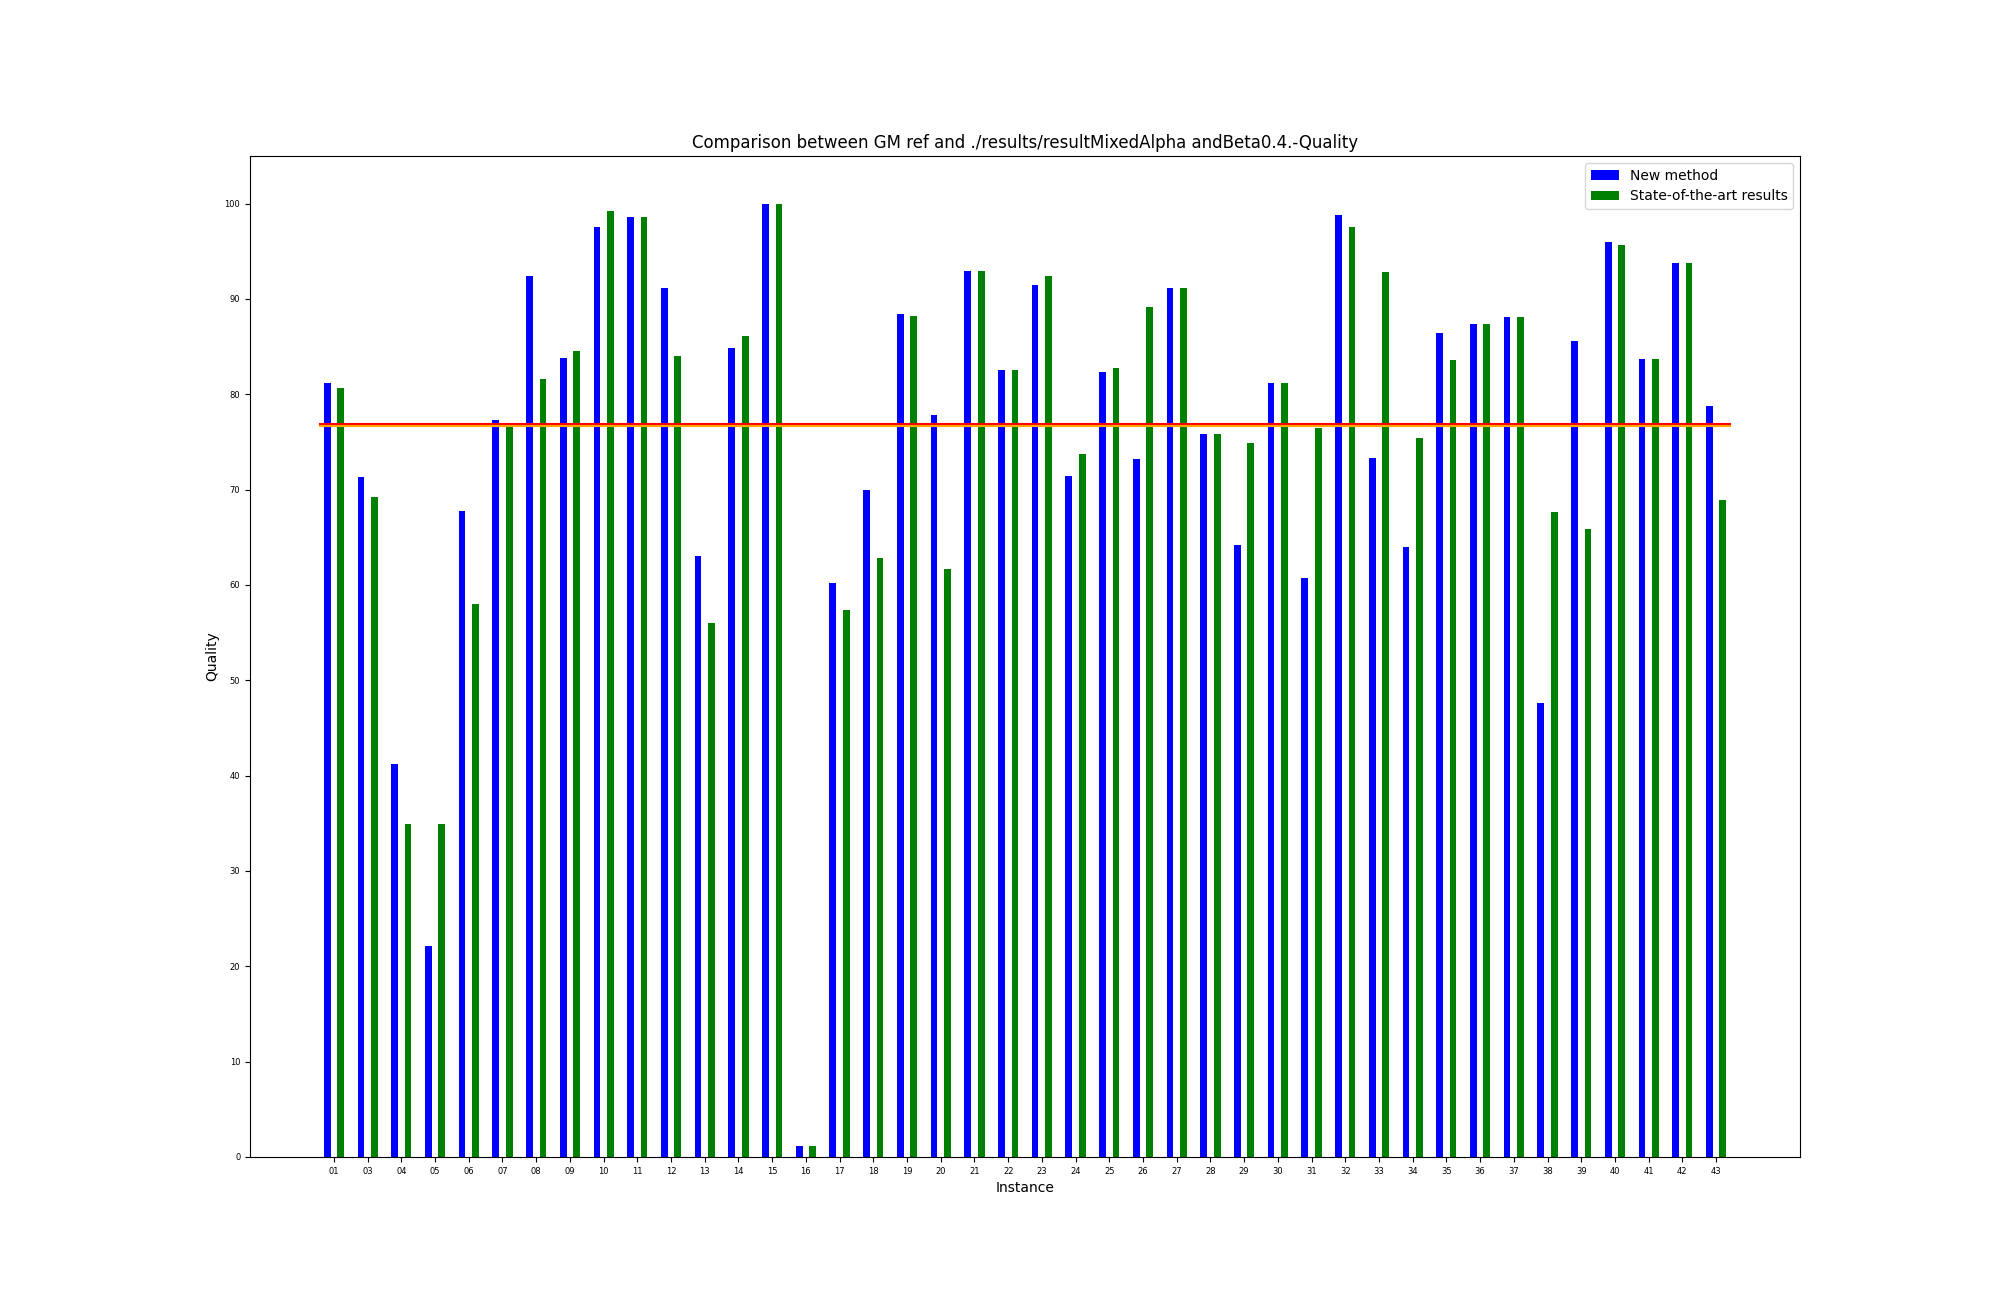 Comparison between GM ref and ./results/resultMixedAlpha andBeta0.4.-Quality
New method
State-of-the-art results
100
90
80
70
60
50
40
30
20
10
0
Quality
01 03 04 05 06 07 08 09 10 11 12 13 14 15 16 17 18 19 20 21 22 23 24 25 26 27 28 29 30 31 32 33 34 35 36 37 38 39 40 41 42 43
Instance